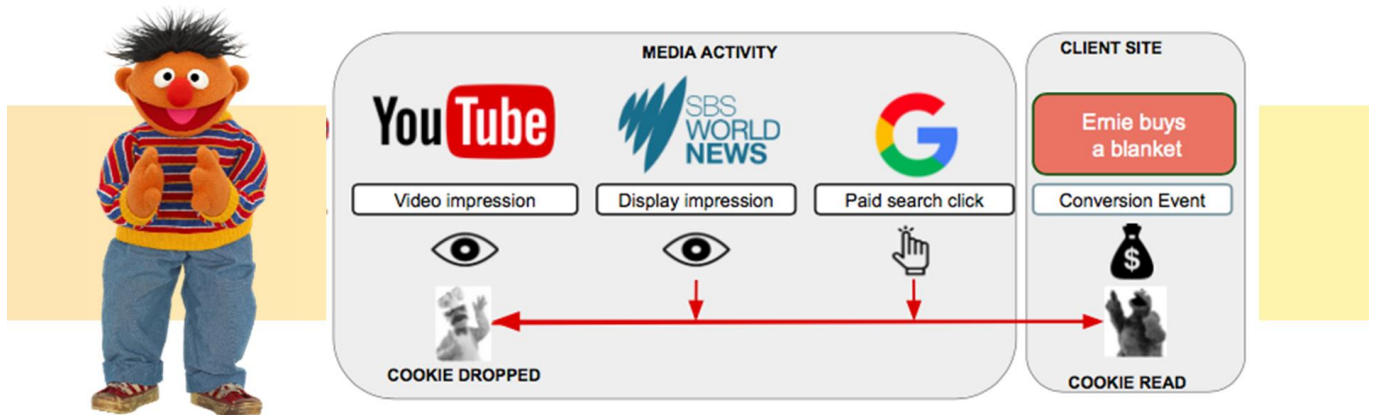 MEDIA ACTIVITY
CLIENT SITE
YouTube
SBS
WORLD
NEWS
G
Ernie buys
a blanket
Video impression
Display impression
Paid search click
Conversion Event
$
COOKIE DROPPED
COOKIE READ